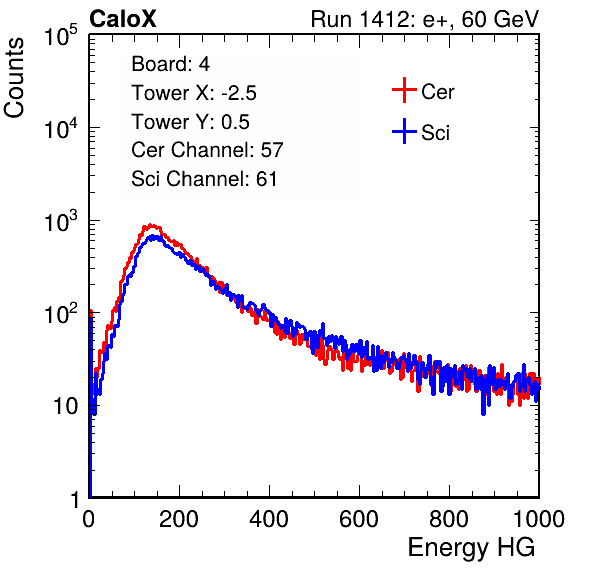 CaloX Run 1412: e+, 60 GeV
Counts
Board: 4
Tower X: -2.5
Tower Y: 0.5
Cer Channel: 57
Sci Channel: 61
Cer
Sci
10^5
10^4
10^3
10^2
10
1
0 200 400 600 800 1000
Energy HG